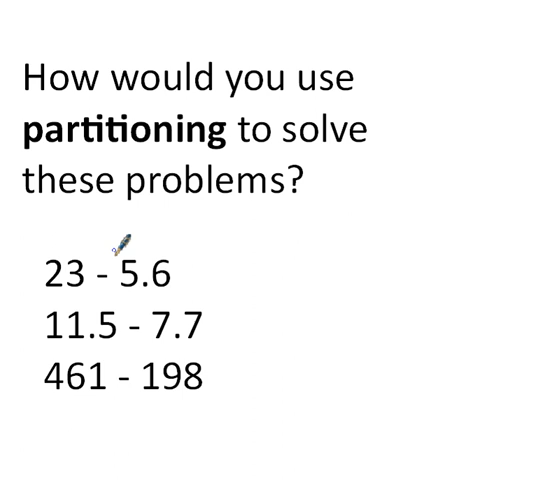 How would you use
partitioning to solve
these problems?
23 - 5.6
11.5 - 7.7
461 - 198